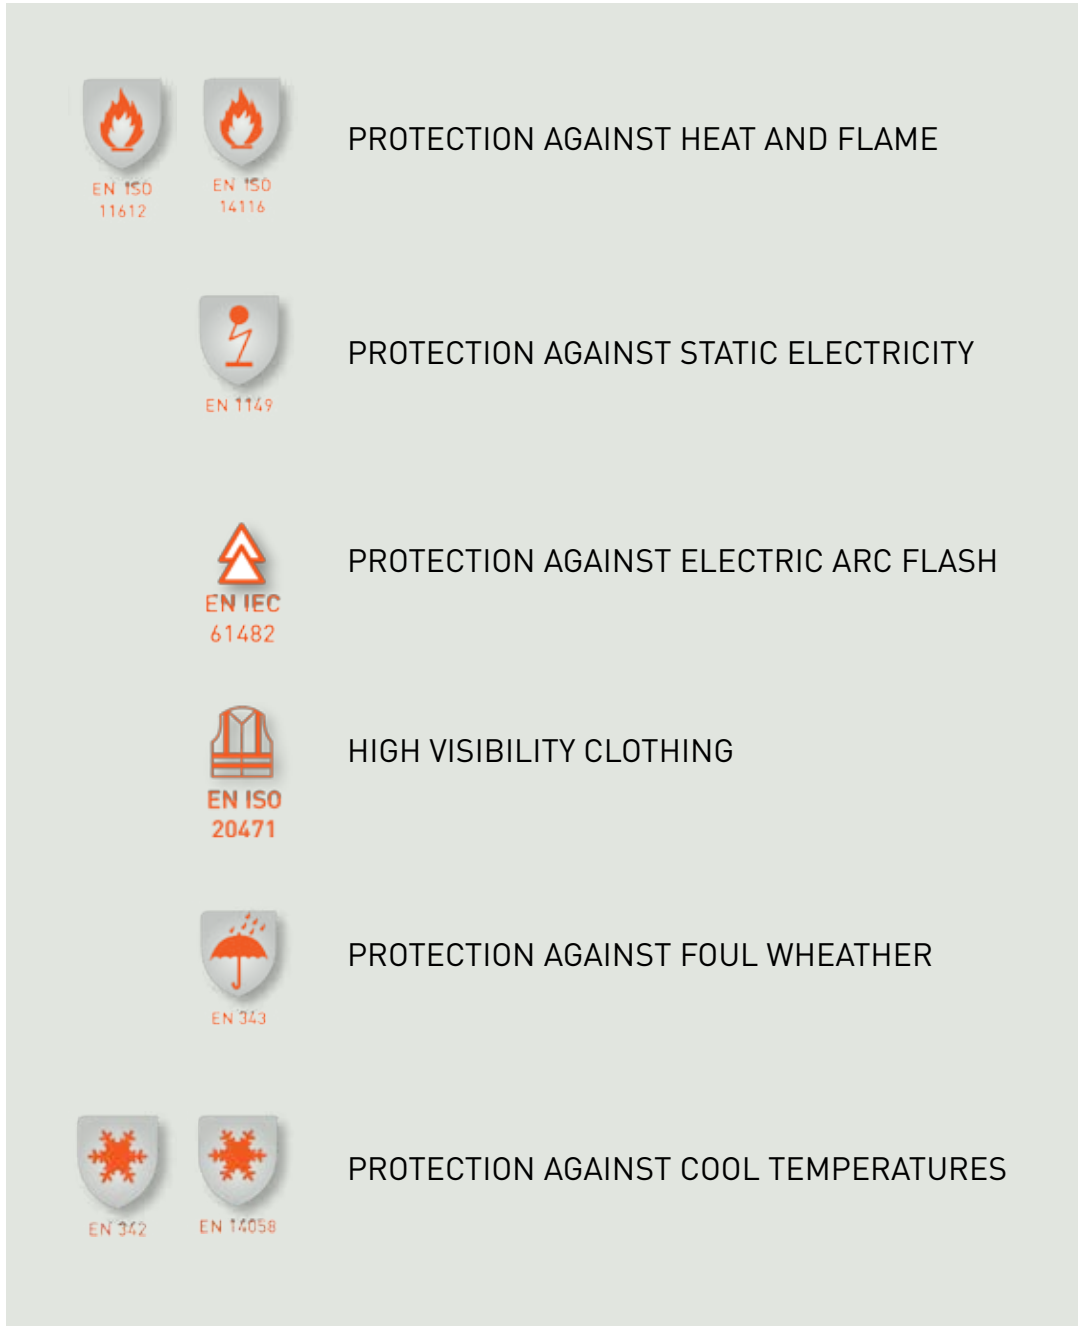 EN ISO
11612
EN ISO
14116
PROTECTION AGAINST HEAT AND FLAME
EN 1149
PROTECTION AGAINST STATIC ELECTRICITY
EN IEC
61482
PROTECTION AGAINST ELECTRIC ARC FLASH
EN ISO
20471
HIGH VISIBILITY CLOTHING
EN 343
PROTECTION AGAINST FOUL WHEATHER
EN 342
EN 14058
PROTECTION AGAINST COOL TEMPERATURES